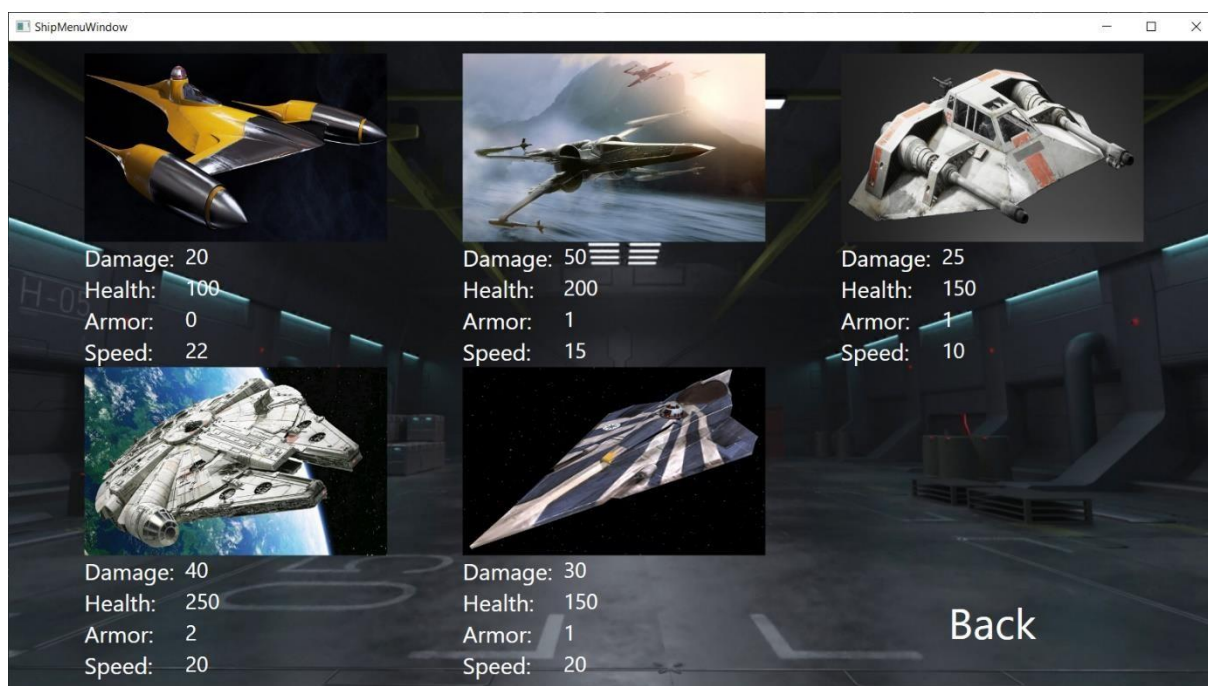 ShipMenuWindow
Damage: 20
Health: 100
Armor: 0
Speed: 22
Damage: 50
Health: 200
Armor: 1
Speed: 15
Damage: 25
Health: 150
Armor: 1
Speed: 10
H-05
Damage: 40
Health: 250
Armor: 2
Speed: 20
Damage: 30
Health: 150
Armor: 1
Speed: 20
05
Back